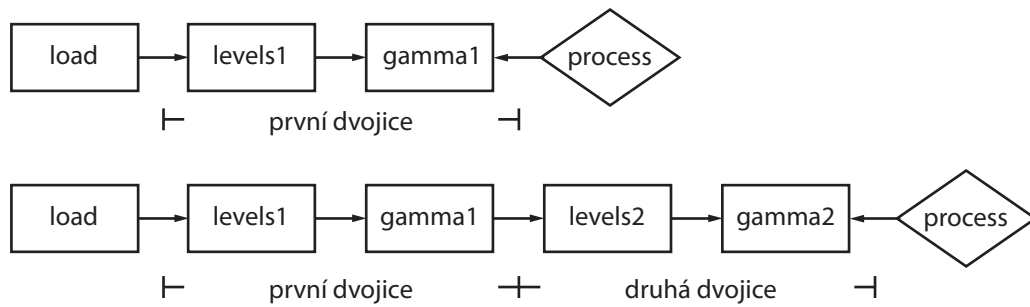 load levels1 gamma1 process
první dvojice
load levels1 gamma1 levels2 gamma2 process
první dvojice druhá dvojice